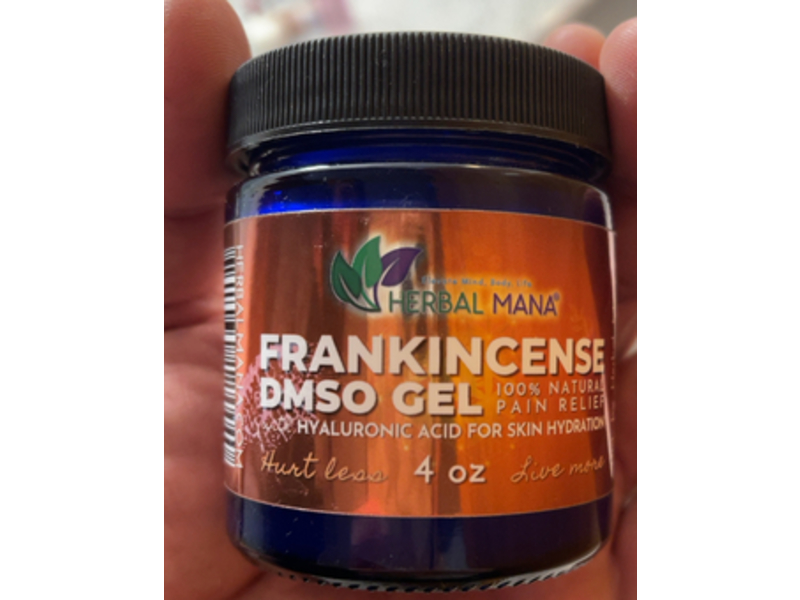 HERBAL MANA®
FRANKINCENSE
DMSO GEL
100% NATURAL
PAIN RELIEF
HYALURONIC ACID FOR SKIN HYDRATION
Hurt less 4 oz Live more